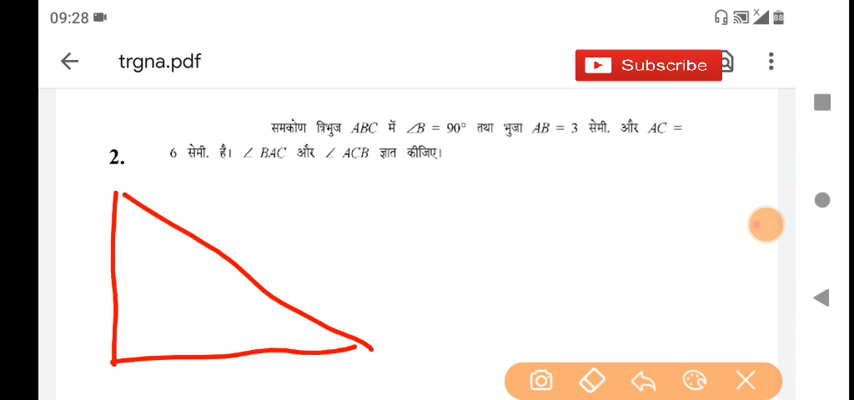 09:28
trgna.pdf
Subscribe
समकोण त्रिभुज ABC में ∠B = 90° तथा भुजा AB = 3 सेमी. और AC =
2. 6 सेमी. है। ∠ BAC और ∠ ACB ज्ञात कीजिए।